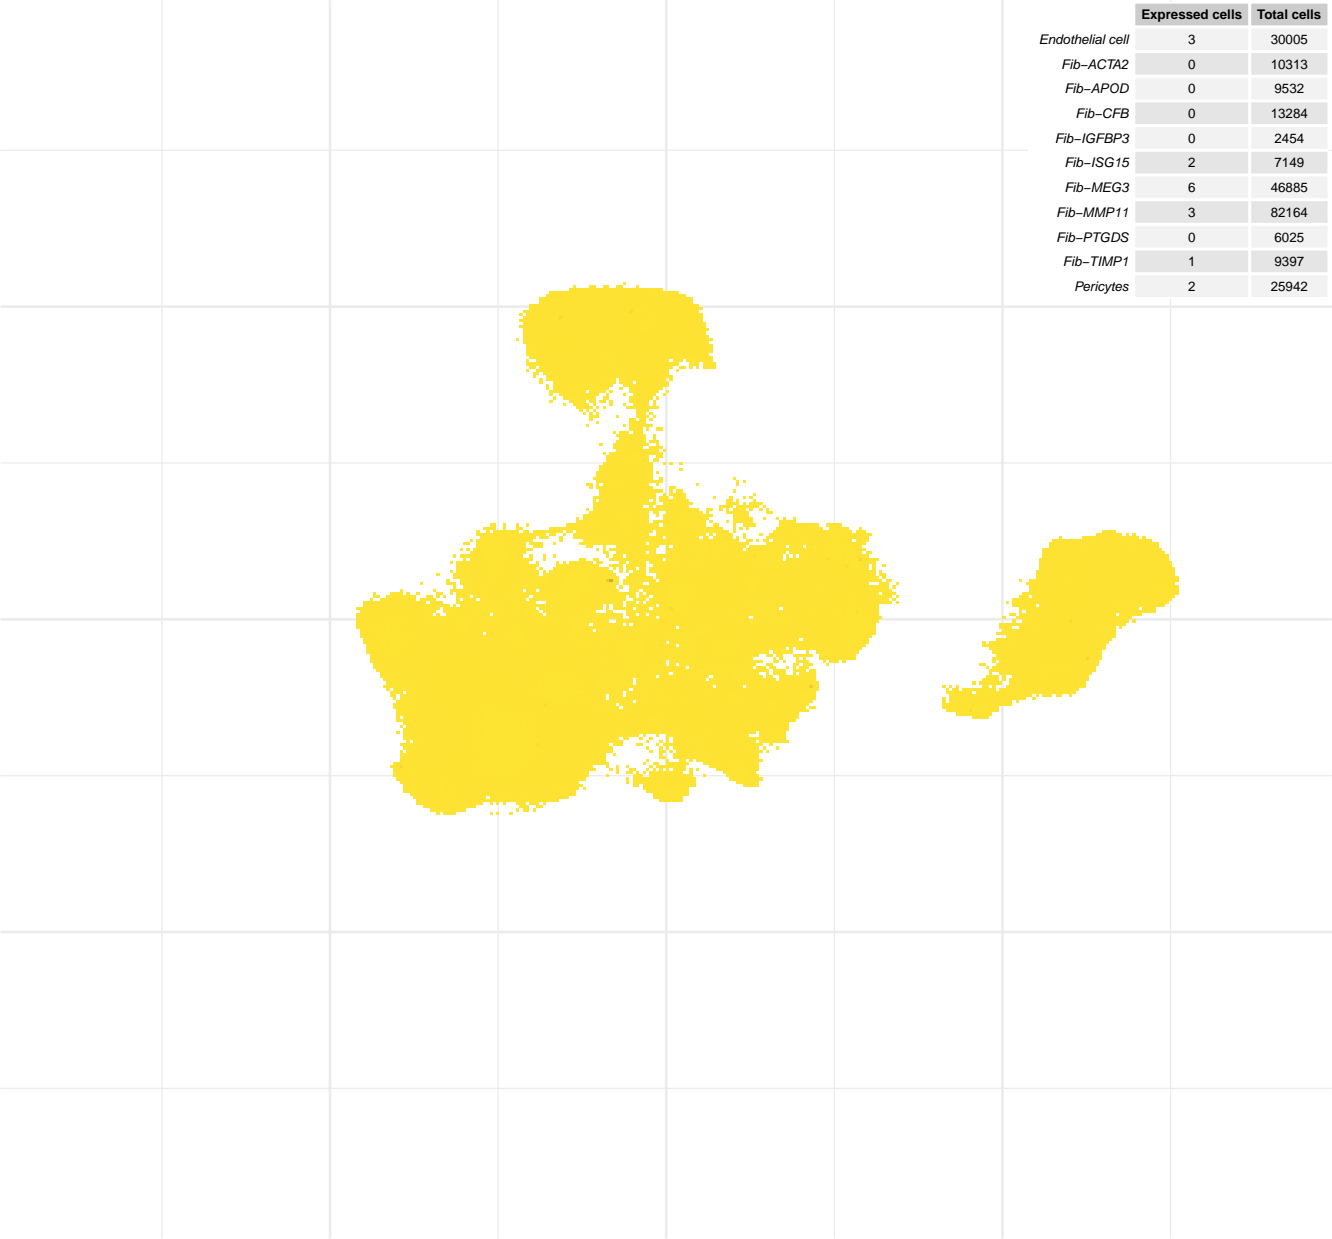 Expressed cells Total cells
Endothelial cell 3 30005
Fib−ACTA2 0 10313
Fib−APOD 0 9532
Fib−CFB 0 13284
Fib−IGFBP3 0 2454
Fib−ISG15 2 7149
Fib−MEG3 6 46885
Fib−MMP11 3 82164
Fib−PTGDS 0 6025
Fib−TIMP1 1 9397
Pericytes 2 25942